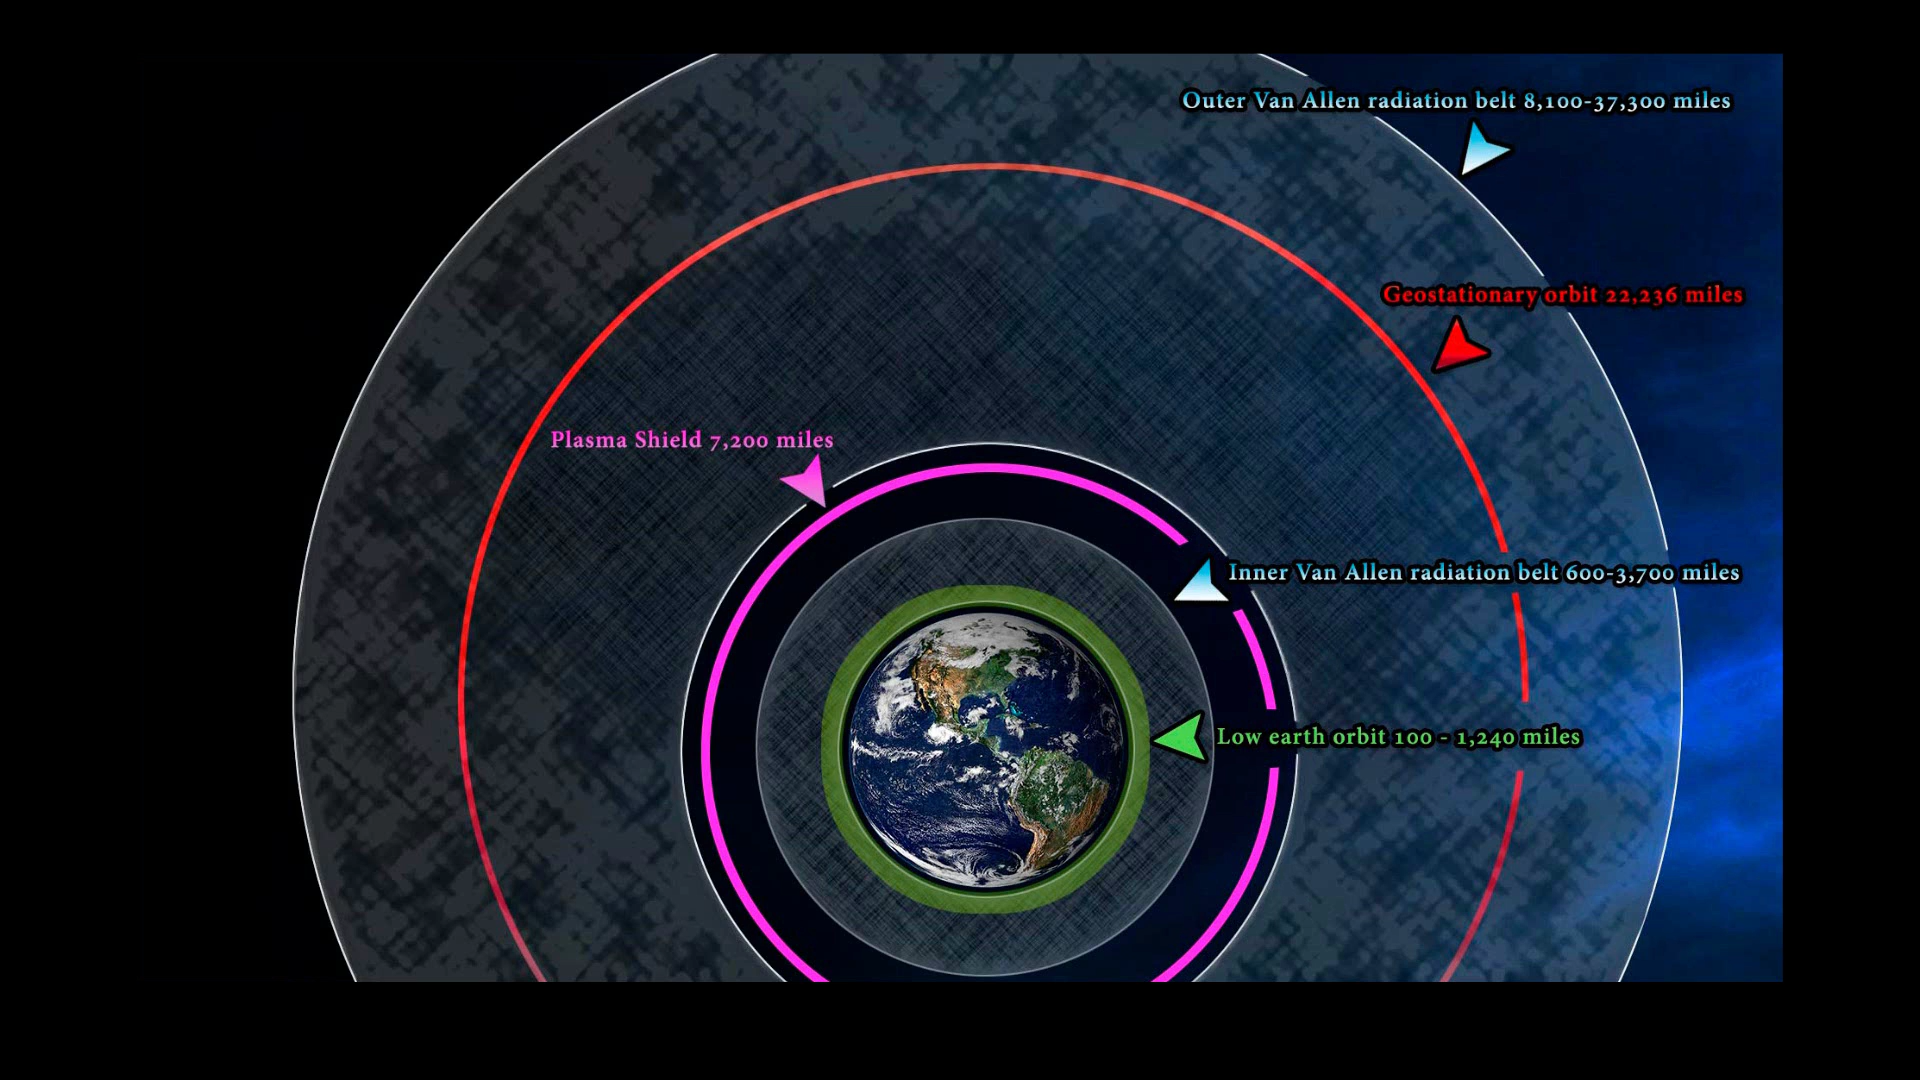 Outer Van Allen radiation belt 8,100-37,300 miles
Geostationary orbit 22,236 miles
Plasma Shield 7,200 miles
Inner Van Allen radiation belt 600-3,700 miles
Low earth orbit 100 - 1,240 miles